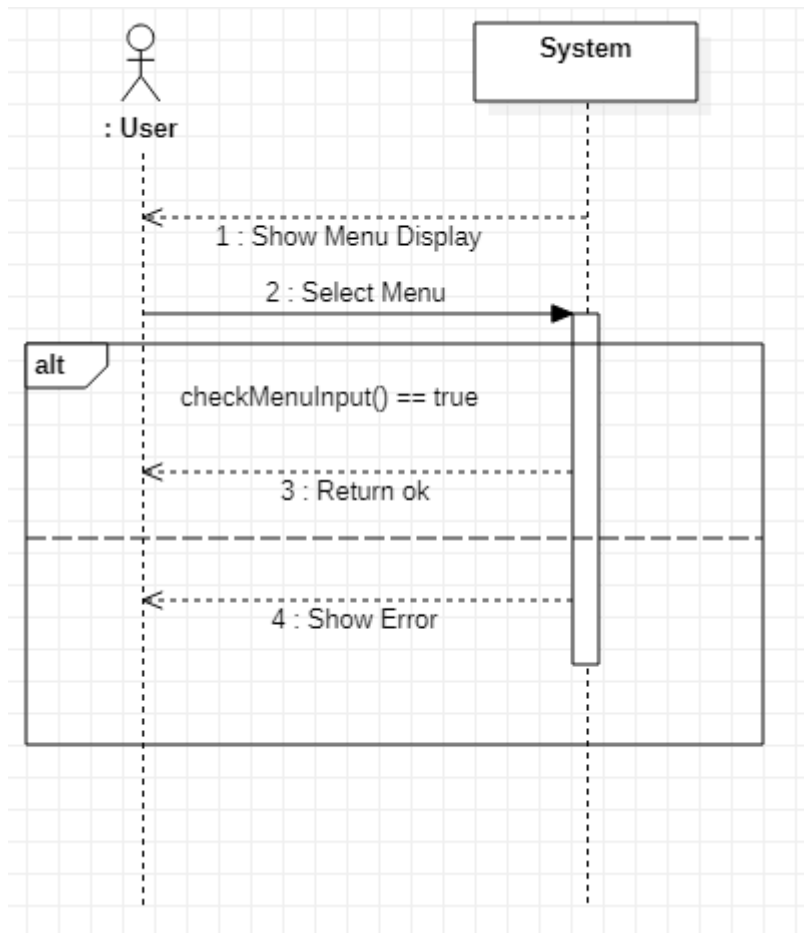 System
: User
1 : Show Menu Display
2 : Select Menu
alt
checkMenuInput() == true
3 : Return ok
4 : Show Error